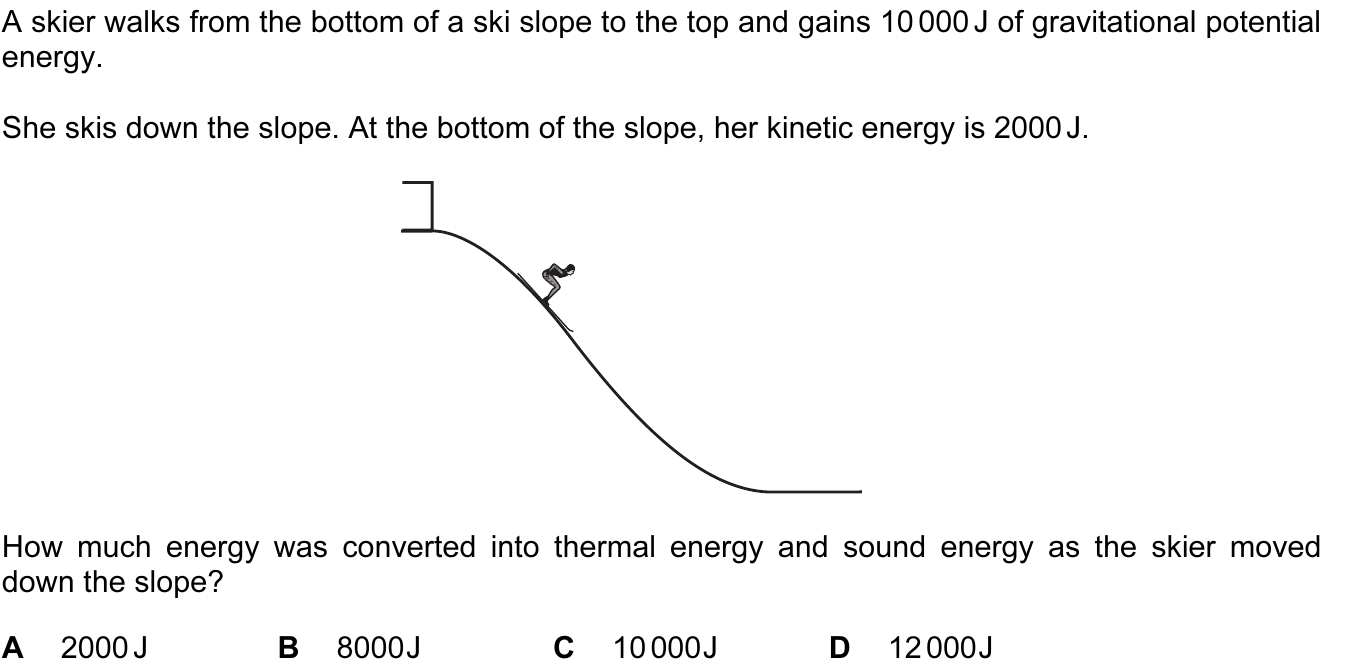 A skier walks from the bottom of a ski slope to the top and gains 10 000 J of gravitational potential
energy.
She skis down the slope. At the bottom of the slope, her kinetic energy is 2000 J.
How much energy was converted into thermal energy and sound energy as the skier moved
down the slope?
A 2000 J B 8000 J C 10 000 J D 12 000 J